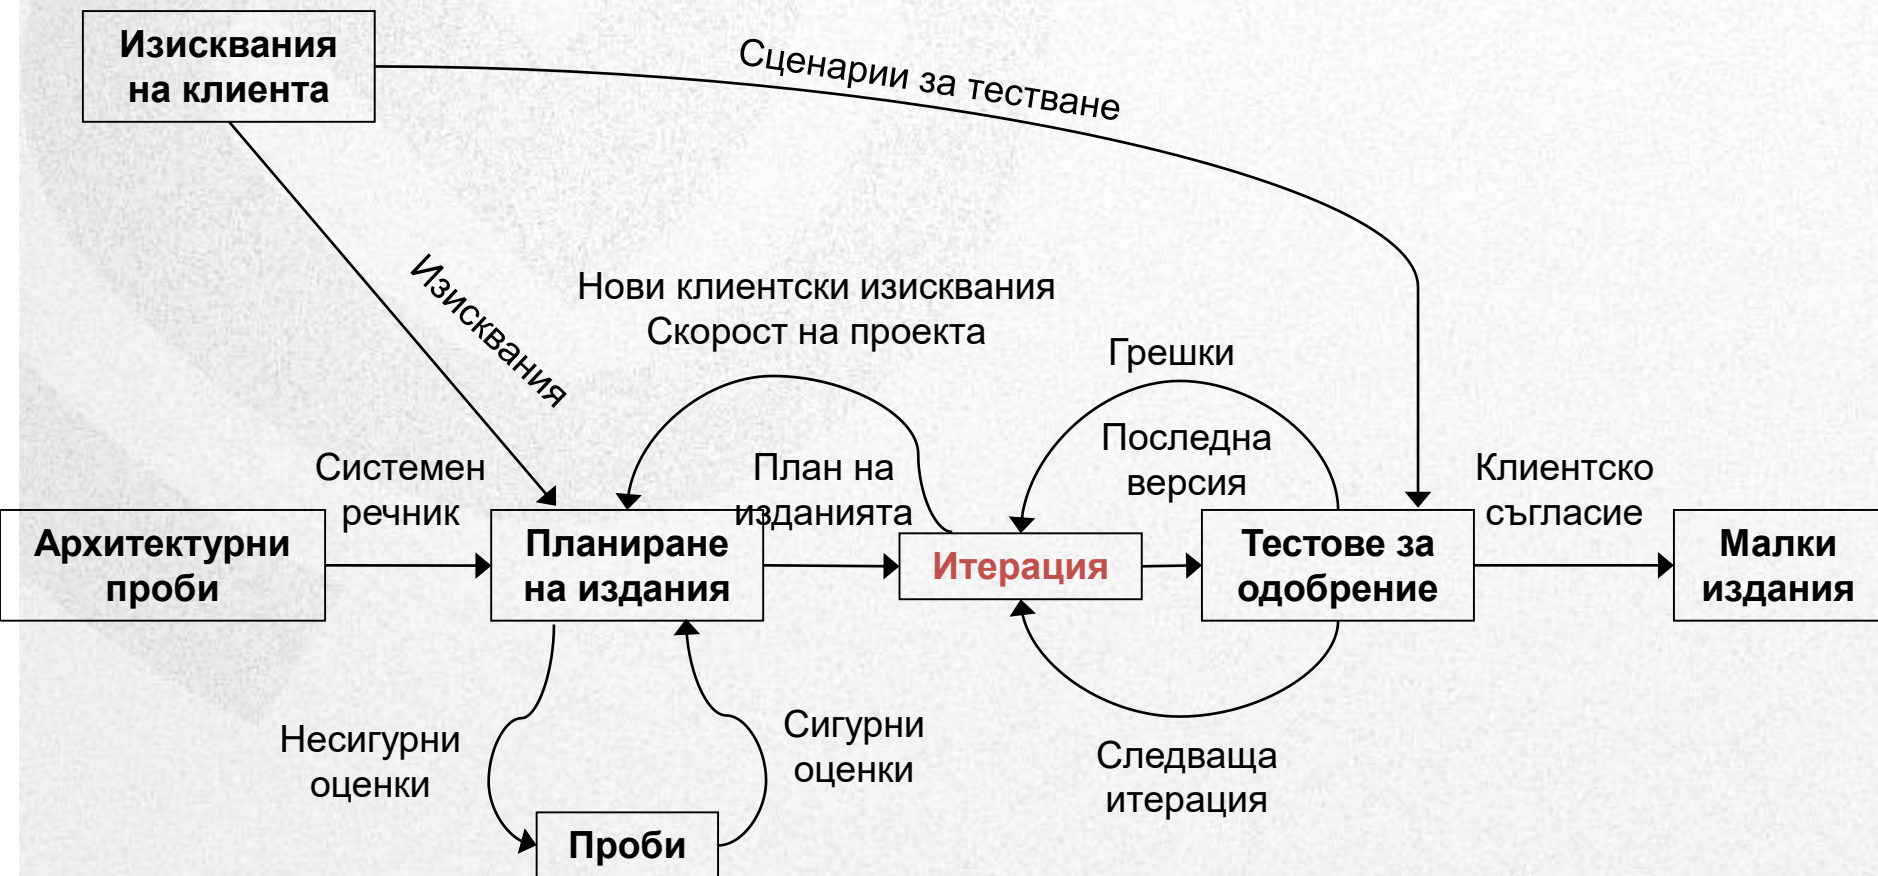 Изисквания
на клиента
Сценарии за тестване
Изисквания
Нови клиентски изисквания
Скорост на проекта
Грешки
Последна
версия
Системен
речник
План на
изданията
Клиентско
съгласие
Архитектурни
проби
Планиране
на издания
Итерация
Тестове за
одобрение
Малки
издания
Несигурни
оценки
Сигурни
оценки
Следваща
итерация
Проби